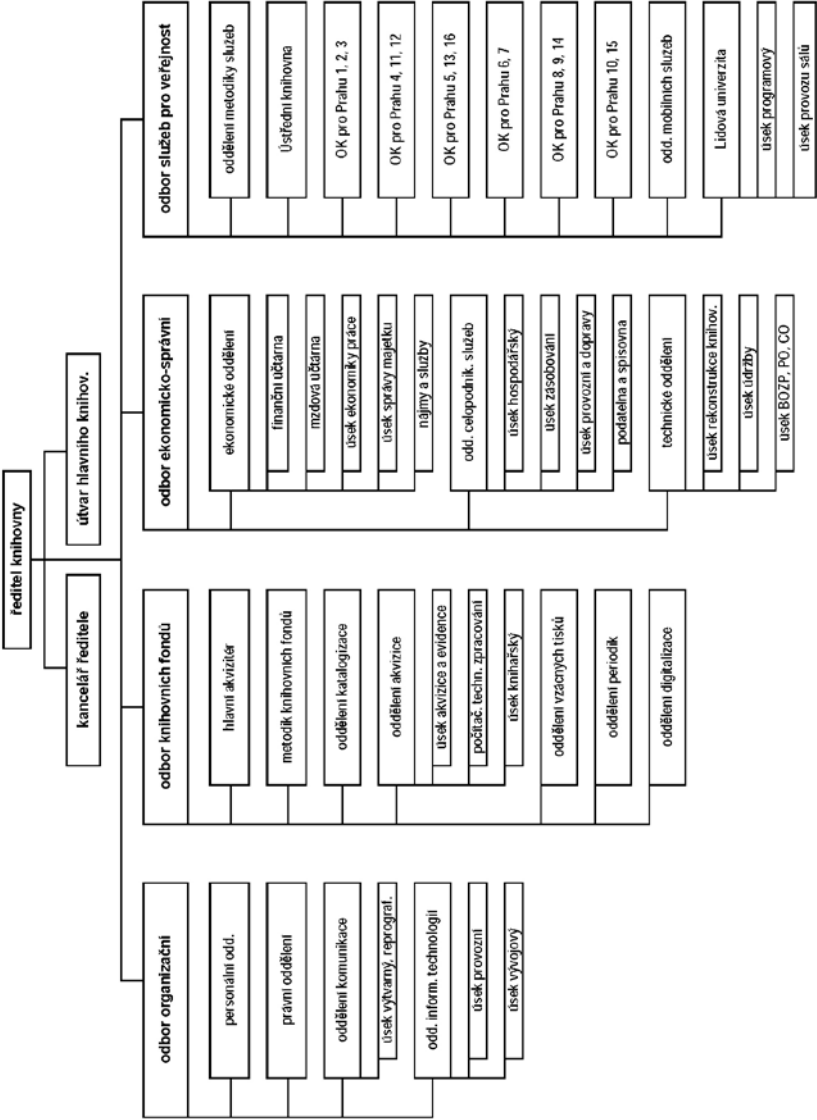 ředitel knihovny
kancelář ředitele
útvar hlavního knihov.
odbor organizační
personální odd.
právní oddělení
oddělení komunikace
úsek výtvarný, reprograf.
odd. inform. technologií
úsek provozní
úsek vývojový
odbor knihovních fondů
hlavní akvizitér
metodik knihovních fondů
oddělení katalogizace
oddělení akvizice
úsek akvizice a evidence
počítač. techn. zpracování
úsek knihařský
oddělení vzácných tisků
oddělení periodik
oddělení digitalizace
odbor ekonomicko-správní
ekonomické oddělení
finanční účtárna
mzdová účtárna
úsek ekonomiky práce
úsek správy majetku
nájmy a služby
odd. celopodnik. služeb
úsek hospodářský
úsek zásobování
úsek provozní a dopravy
podatelna a spisovna
technické oddělení
úsek rekonstrukce knihov.
úsek údržby
úsek BOZP, PO, CO
odbor služeb pro veřejnost
oddělení metodiky služeb
Ústřední knihovna
OK pro Prahu 1, 2, 3
OK pro Prahu 4, 11, 12
OK pro Prahu 5, 13, 16
OK pro Prahu 6, 7
OK pro Prahu 8, 9, 14
OK pro Prahu 10, 15
odd. mobilních služeb
Lidová univerzita
úsek programový
úsek provozu sálů